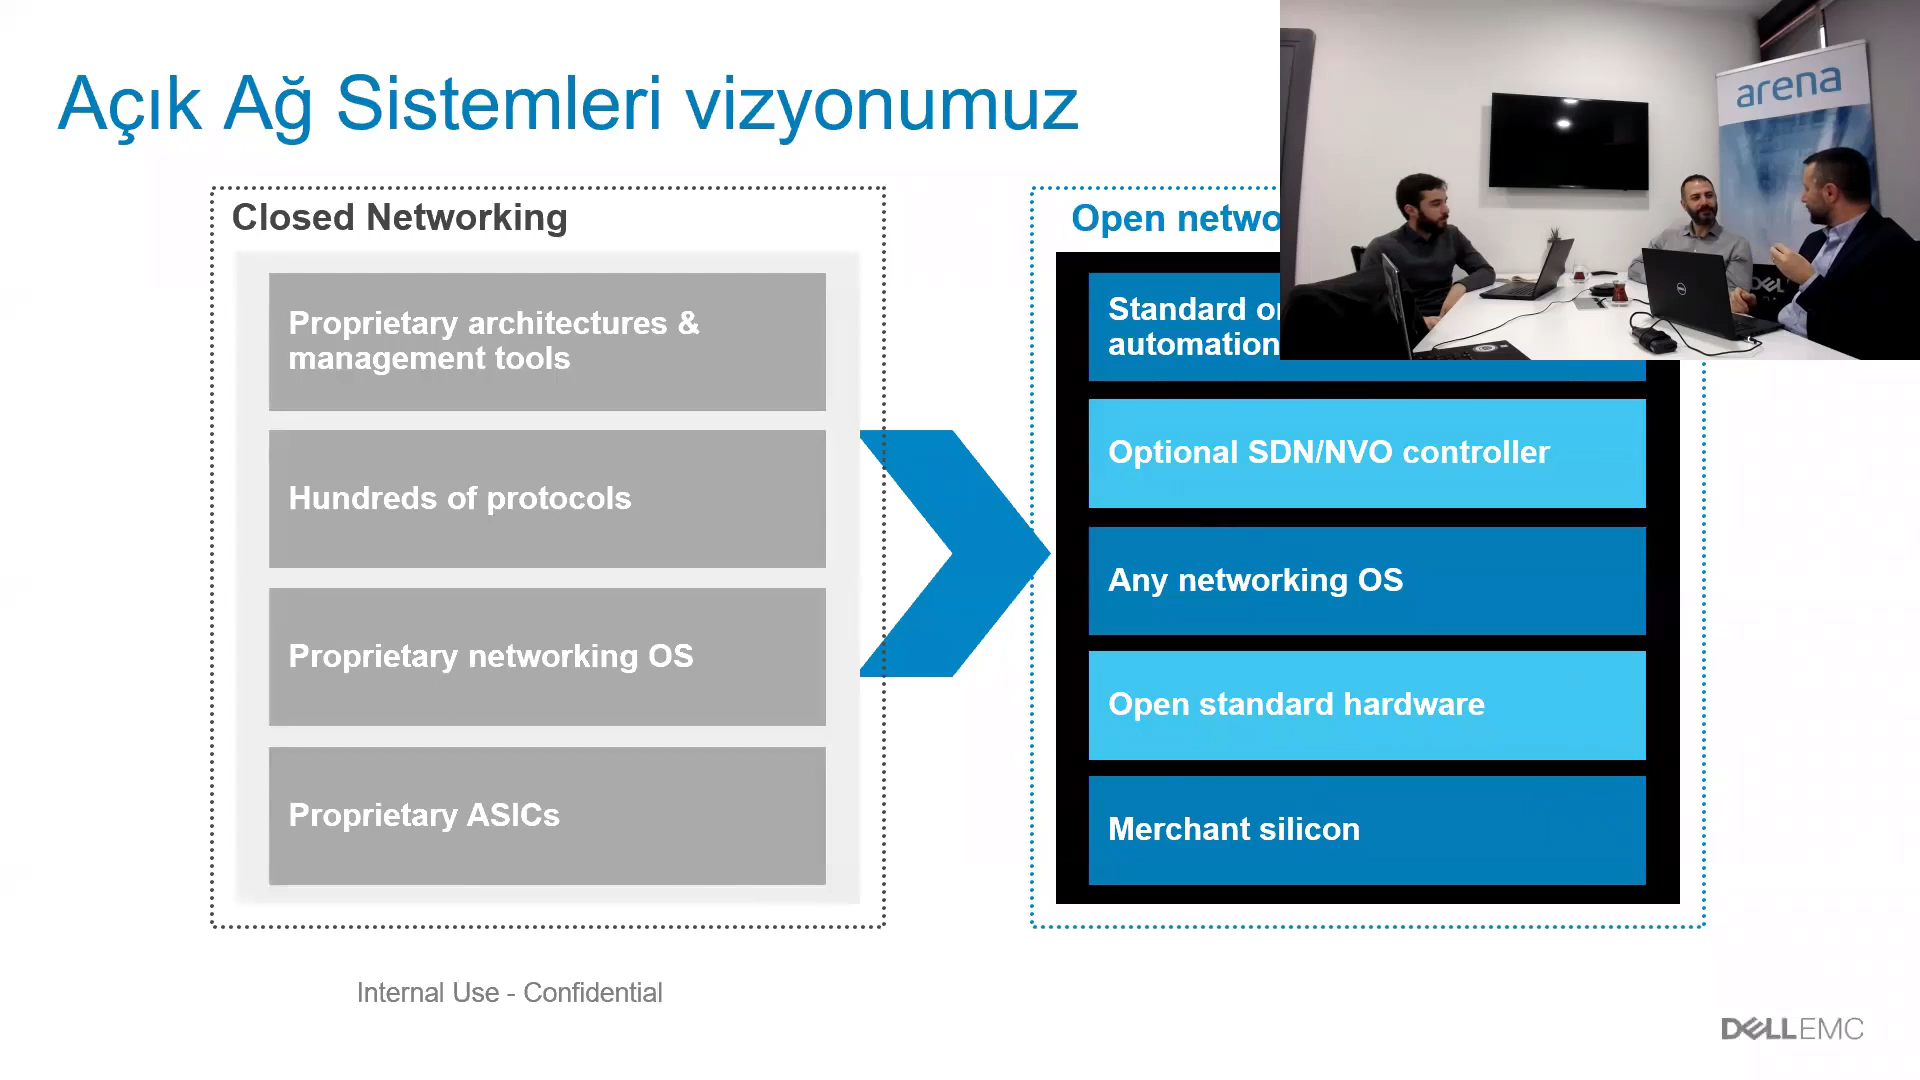 Açık Ağ Sistemleri vizyonumuz
arena
Closed Networking
Proprietary architectures &
management tools
Hundreds of protocols
Proprietary networking OS
Proprietary ASICs
Open netwo
Standard o
automation
Optional SDN/NVO controller
Any networking OS
Open standard hardware
Merchant silicon
DELL
Internal Use - Confidential
DELLEMC